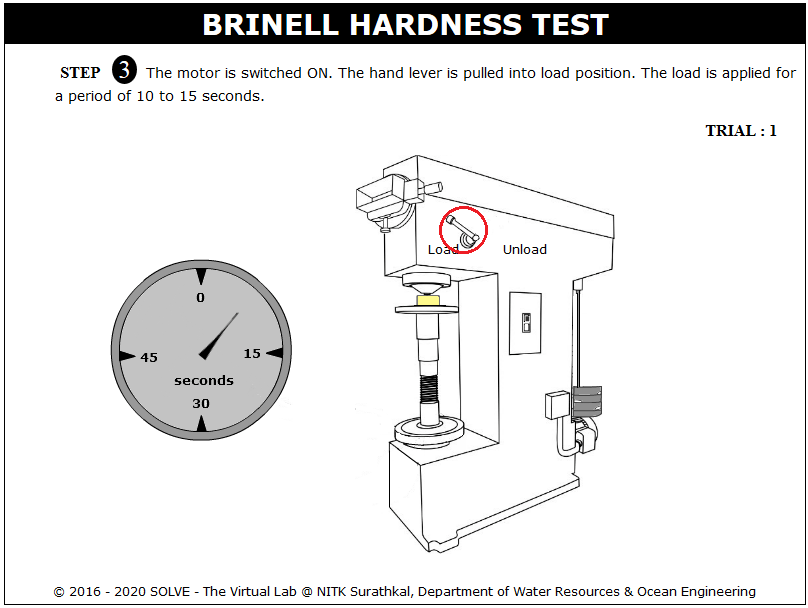 BRINELL HARDNESS TEST
STEP 3 The motor is switched ON. The hand lever is pulled into load position. The load is applied for
a period of 10 to 15 seconds.
TRIAL : 1
Load Unload
0
45 15
seconds
30
© 2016 - 2020 SOLVE - The Virtual Lab @ NITK Surathkal, Department of Water Resources & Ocean Engineering